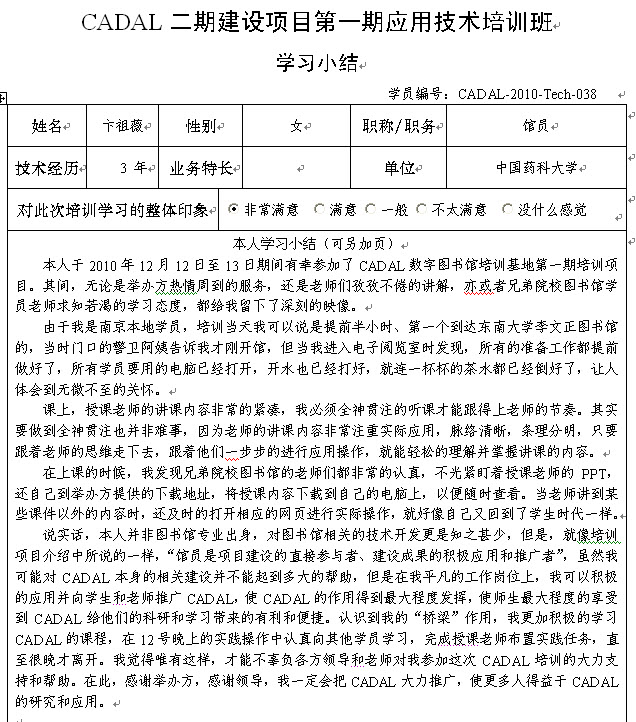 CADAL 二期建设项目第一期应用技术培训班
学习小结
学员编号：CADAL-2010-Tech-038
姓名 卞祖薇 性别 女 职称/职务 馆员
技术经历 3 年 业务特长 单位 中国药科大学
对此次培训学习的整体印象 非常满意 满意 一般 不太满意 没什么感觉
本人学习小结（可另加页）
本人于 2010 年 12 月 12 日至 13 日期间有幸参加了 CADAL 数字图书馆培训基地第一期培训项
目。其间，无论是举办方热情周到的服务，还是老师们孜孜不倦的讲解，亦或者兄弟院校图书馆学
员老师求知若渴的学习态度，都给我留下了深刻的映像。
由于我是南京本地学员，培训当天我可以说是提前半小时、第一个到达东南大学李文正图书馆
的，当时门口的警卫阿姨告诉我才刚开馆，但当我进入电子阅览室时发现，所有的准备工作都提前
做好了，所有学员要用的电脑已经打开，开水也已经打好，就连一杯杯的茶水都已经倒好了，让人
体会到无微不至的关怀。
课上，授课老师的讲课内容非常的紧凑，我必须全神贯注的听课才能跟得上老师的节奏。其实
要做到全神贯注也并非难事，因为老师的讲课内容非常注重实际应用，脉络清晰，条理分明，只要
跟着老师的思维走下去，跟着他们一步步的进行应用操作，就能轻松的理解并掌握讲课的内容。
在上课的时候，我发现兄弟院校图书馆的老师们都非常的认真，不光紧盯着授课老师的 PPT，
还自己到举办方提供的下载地址，将授课内容下载到自己的电脑上，以便随时查看。当老师讲到某
些课件以外的内容时，还及时的打开相应的网页进行实际操作，就好像自己又回到了学生时代一样。
说实话，本人并非图书馆专业出身，对图书馆相关的技术开发更是知之甚少，但是，就像培训
项目介绍中所说的一样，“馆员是项目建设的直接参与者、建设成果的积极应用和推广者”，虽然我
可能对 CADAL 本身的相关建设并不能起到多大的帮助，但是在我平凡的工作岗位上，我可以积极
的应用并向学生和老师推广 CADAL，使 CADAL 的作用得到最大程度发挥，使师生最大程度的享受
到 CADAL 给他们的科研和学习带来的有利和便捷。认识到我的“桥梁”作用，我更加积极的学习
CADAL 的课程，在 12 号晚上的实践操作中认真向其他学员学习，完成授课老师布置实践任务，直
至很晚才离开。我觉得唯有这样，才能不辜负各方领导和老师对我参加这次 CADAL 培训的大力支
持和帮助。在此，感谢举办方，感谢领导，我一定会把 CADAL 大力推广，使更多人得益于 CADAL
的研究和应用。